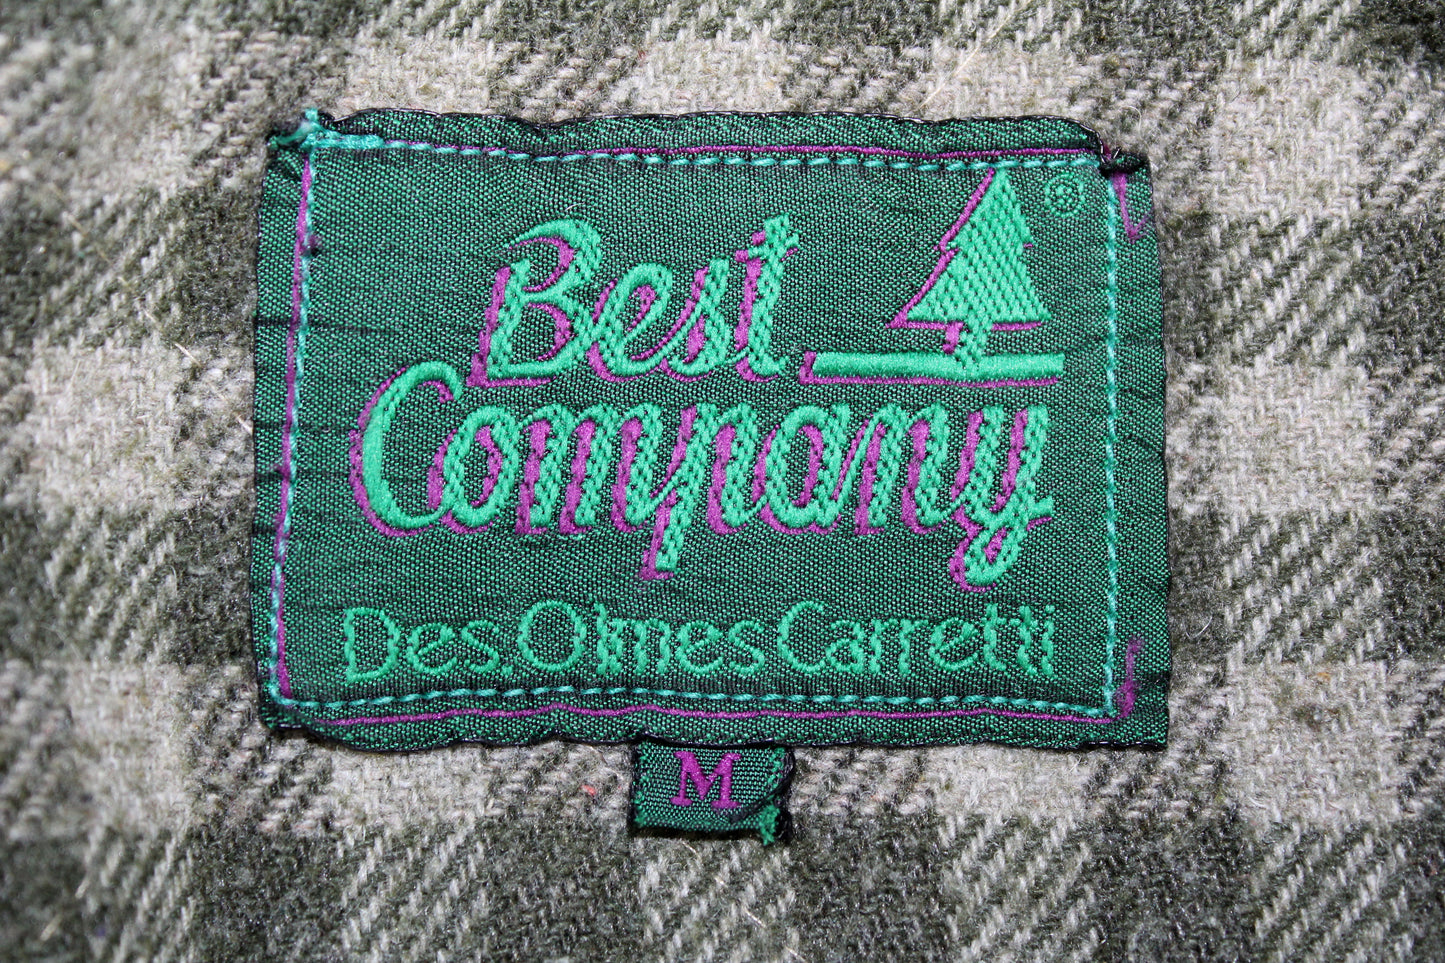 Best ®
Company
Des. Olmes Carretti
M